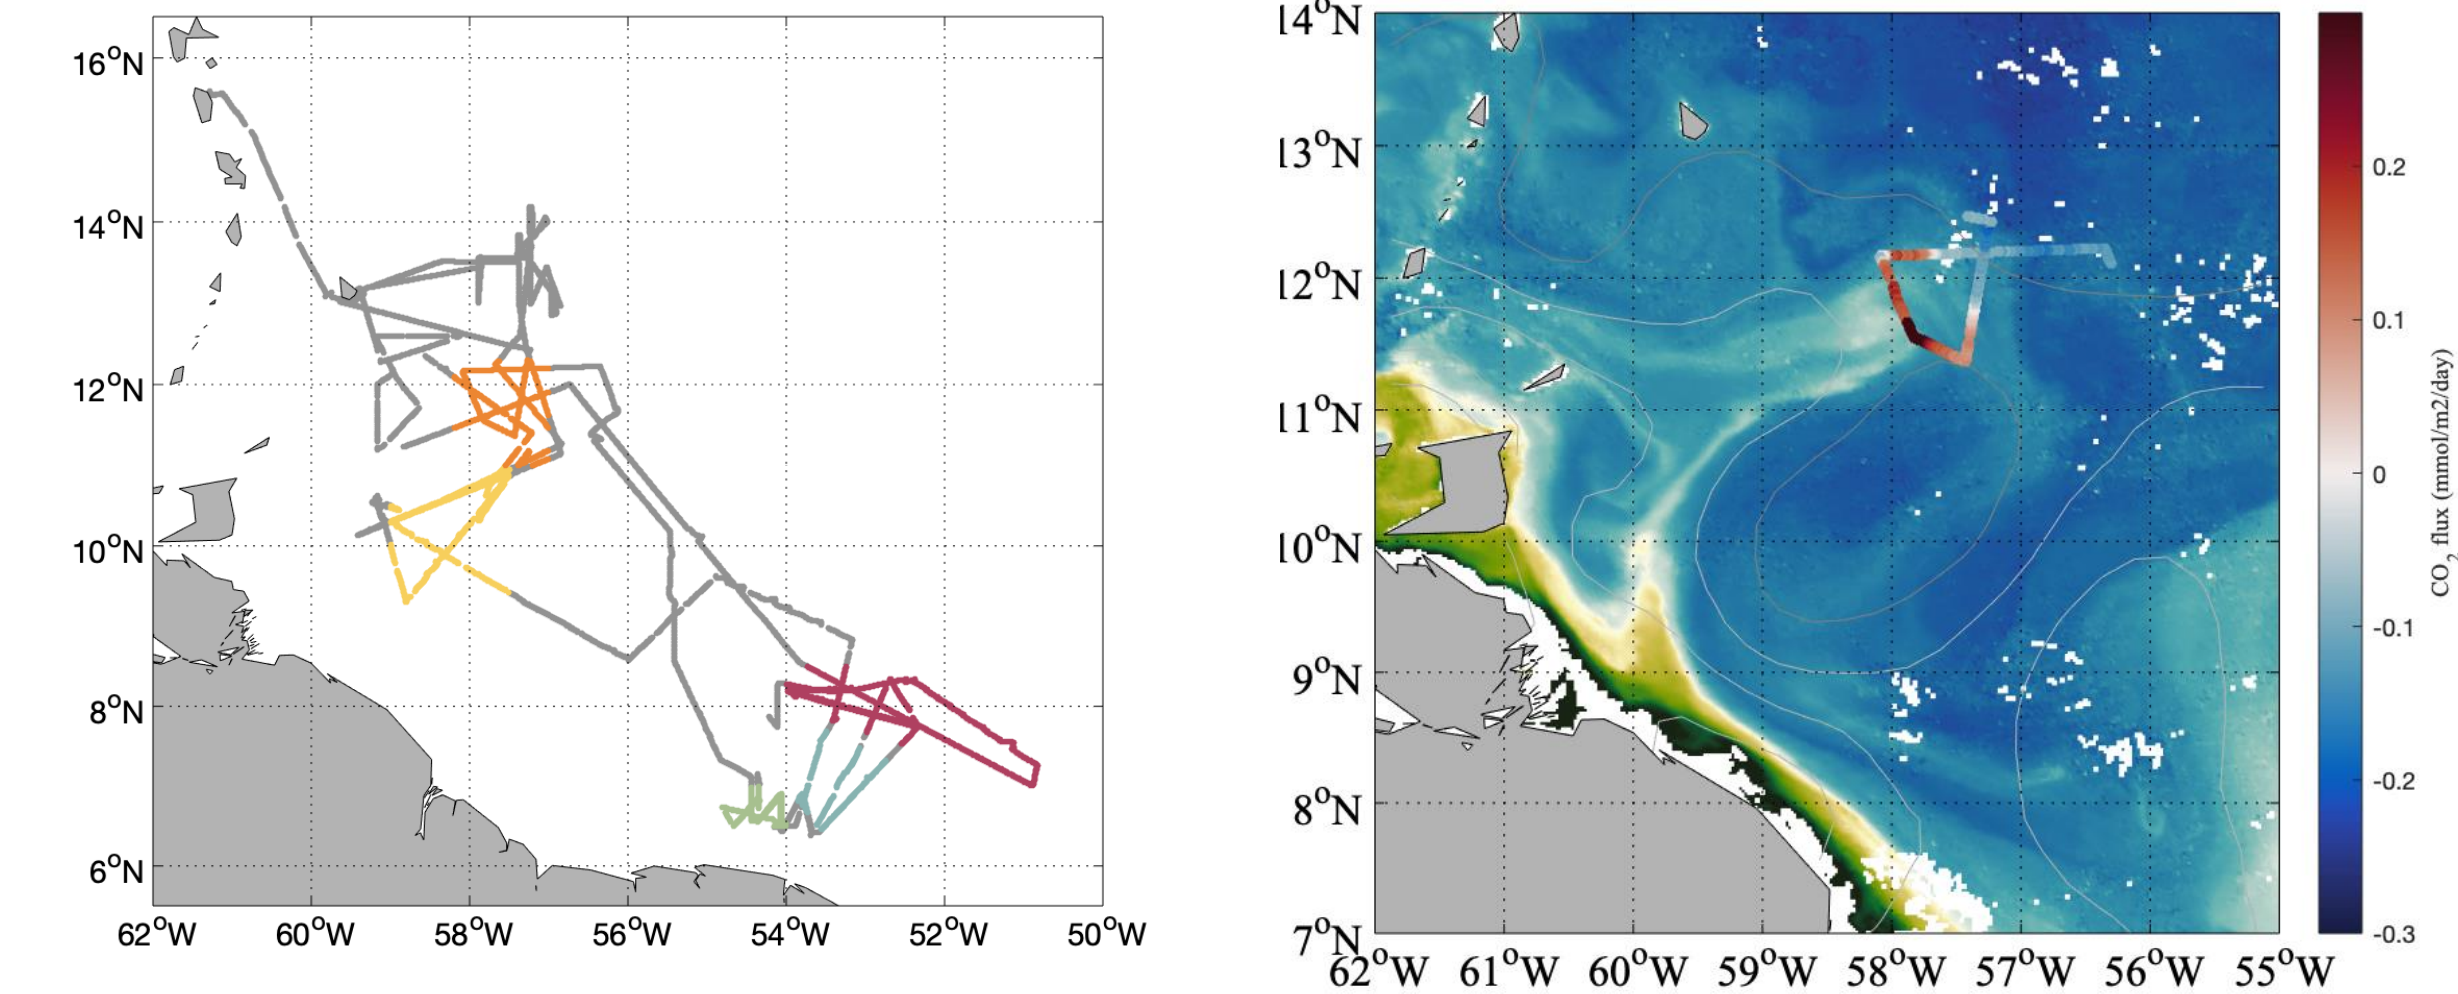 16°N
14°N
12°N
10°N
8°N
6°N
62°W 60°W 58°W 56°W 54°W 52°W 50°W
14°N
13°N
12°N
11°N
10°N
9°N
8°N
7°N
62°W 61°W 60°W 59°W 58°W 57°W 56°W 55°W
0.2
0.1
0
-0.1
-0.2
-0.3
CO2 flux (mmol/m2/day)